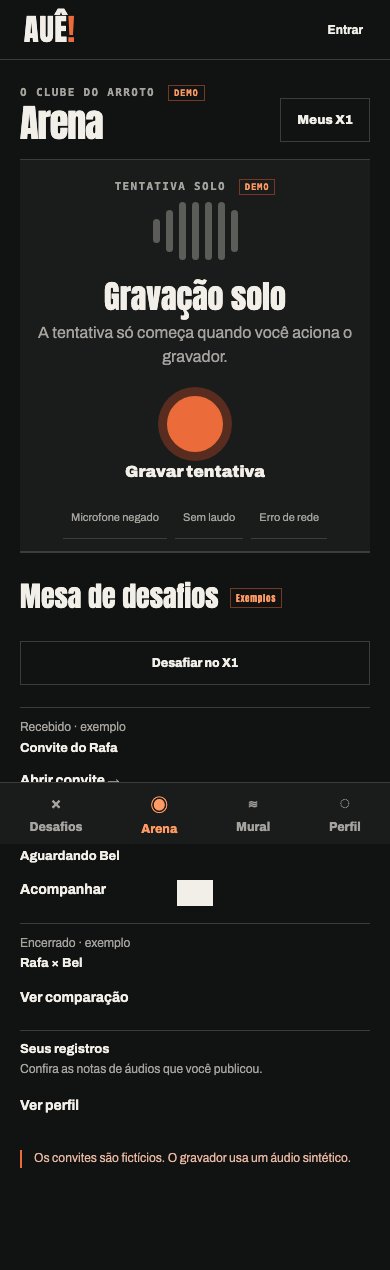 AUÊ!
Entrar
O CLUBE DO ARROTO DEMO
Arena
Meus X1
TENTATIVA SOLO DEMO
Gravação solo
A tentativa só começa quando você aciona o
gravador.
Gravar tentativa
Microfone negado Sem laudo Erro de rede
Mesa de desafios Exemplos
Desafiar no X1
Recebido · exemplo
Convite do Rafa
Abrir convite →
Desafios Arena Mural Perfil
Aguardando Bel
Acompanhar
Encerrado · exemplo
Rafa × Bel
Ver comparação
Seus registros
Confira as notas de áudios que você publicou.
Ver perfil
Os convites são fictícios. O gravador usa um áudio sintético.